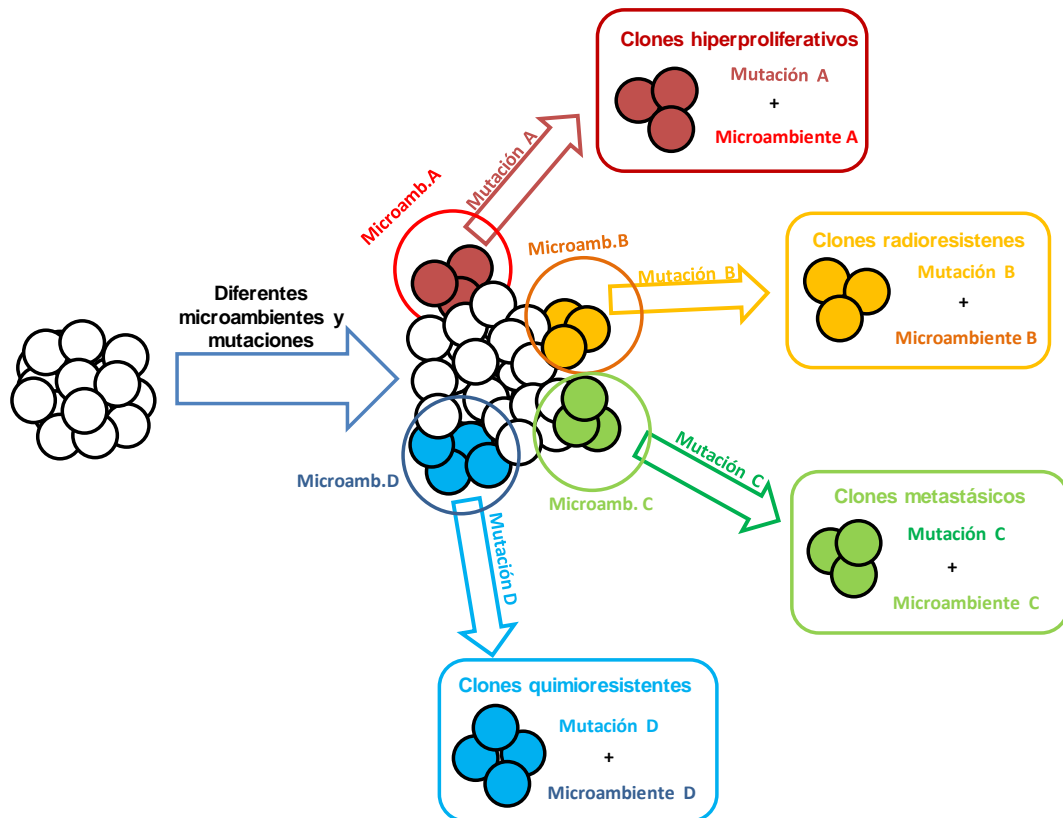 Clones hiperproliferativos
Mutación A
+
Microambiente A
Mutación A
Microamb.A
Microamb.B
Mutación B
Clones radioresistenes
Mutación B
+
Microambiente B
Diferentes
microambientes y
mutaciones
Mutación C
Microamb.D
Microamb. C
Clones metastásicos
Mutación C
+
Microambiente C
Mutación D
Clones quimioresistentes
Mutación D
+
Microambiente D